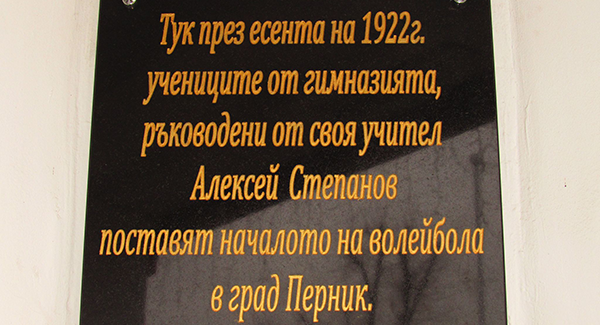 Тук през есента на 1922г.
учениците от гимназията,
ръководени от своя учител
Алексей Степанов
поставят началото на волейбола
в град Перник.